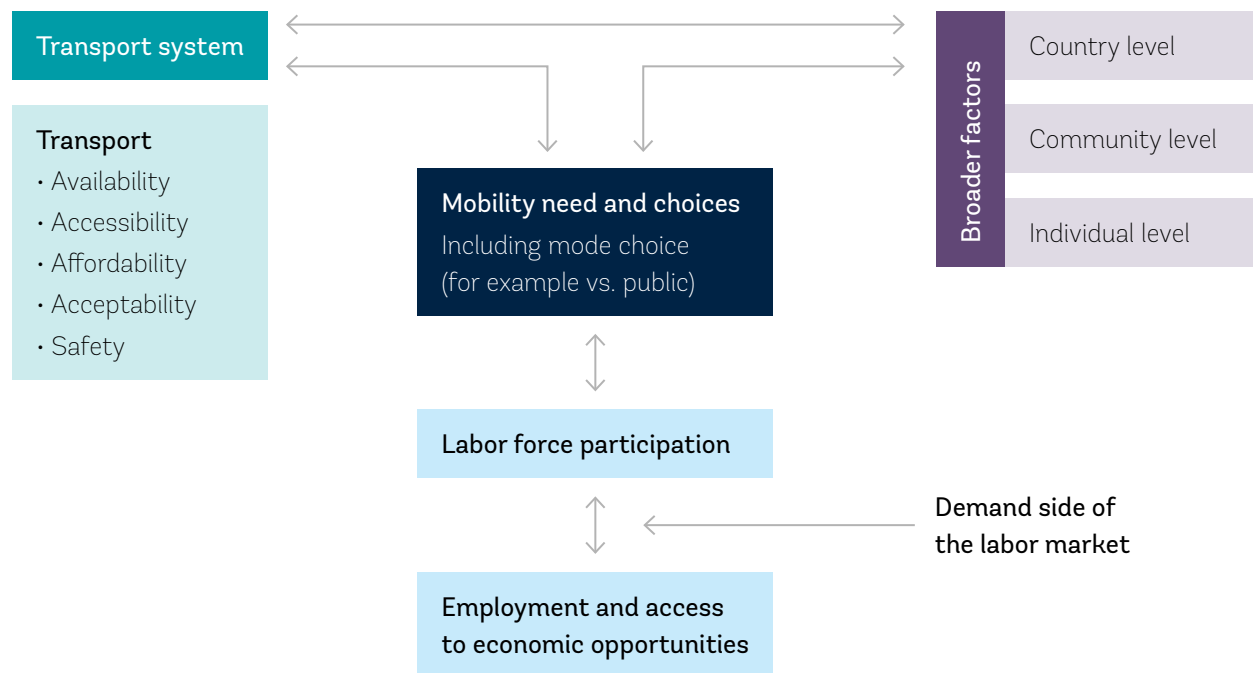 Transport system
Transport
· Availability
· Accessibility
· Affordability
· Acceptability
· Safety
Mobility need and choices
Including mode choice
(for example vs. public)
Broader factors
Country level
Community level
Individual level
Labor force participation
Demand side of
the labor market
Employment and access
to economic opportunities